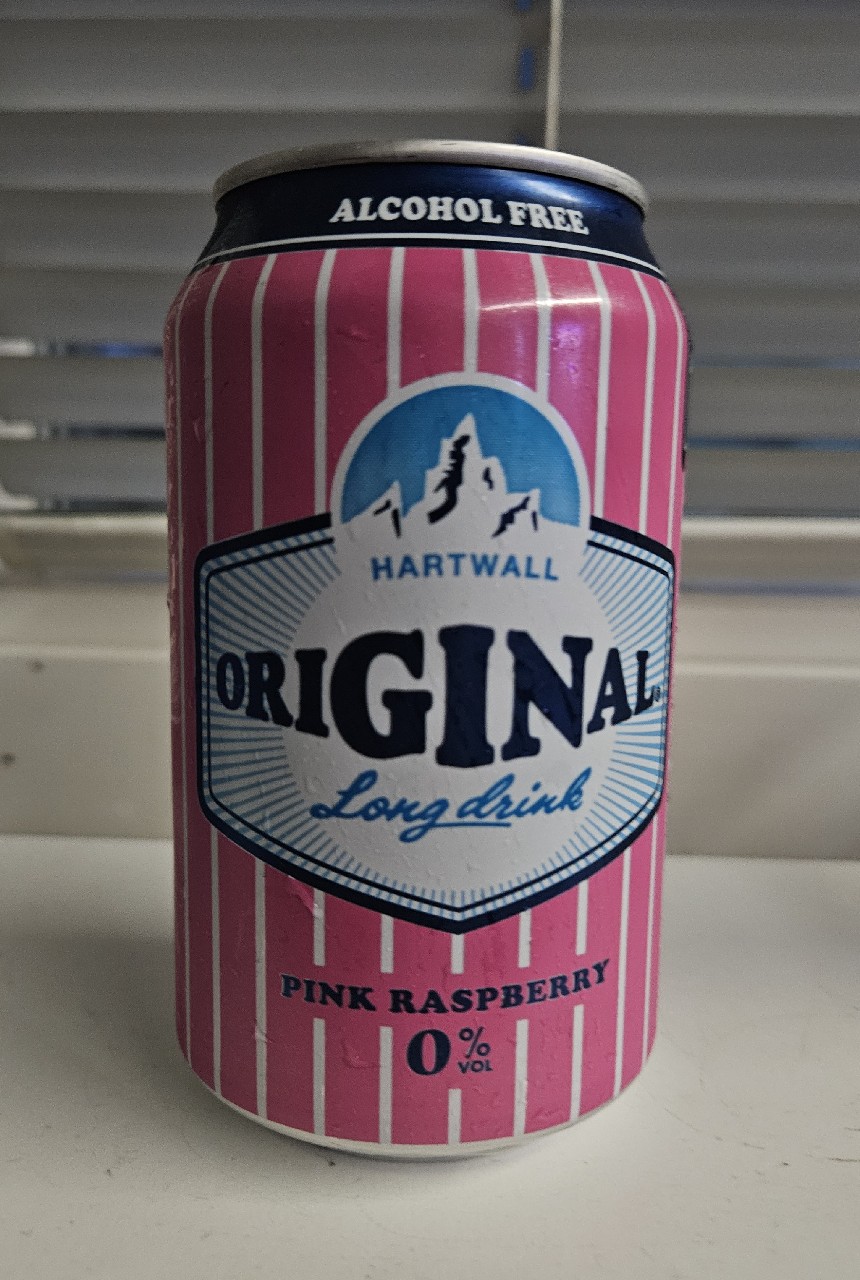 ALCOHOL FREE
HARTWALL
ORIGINAL®
Long drink
PINK RASPBERRY
0% VOL